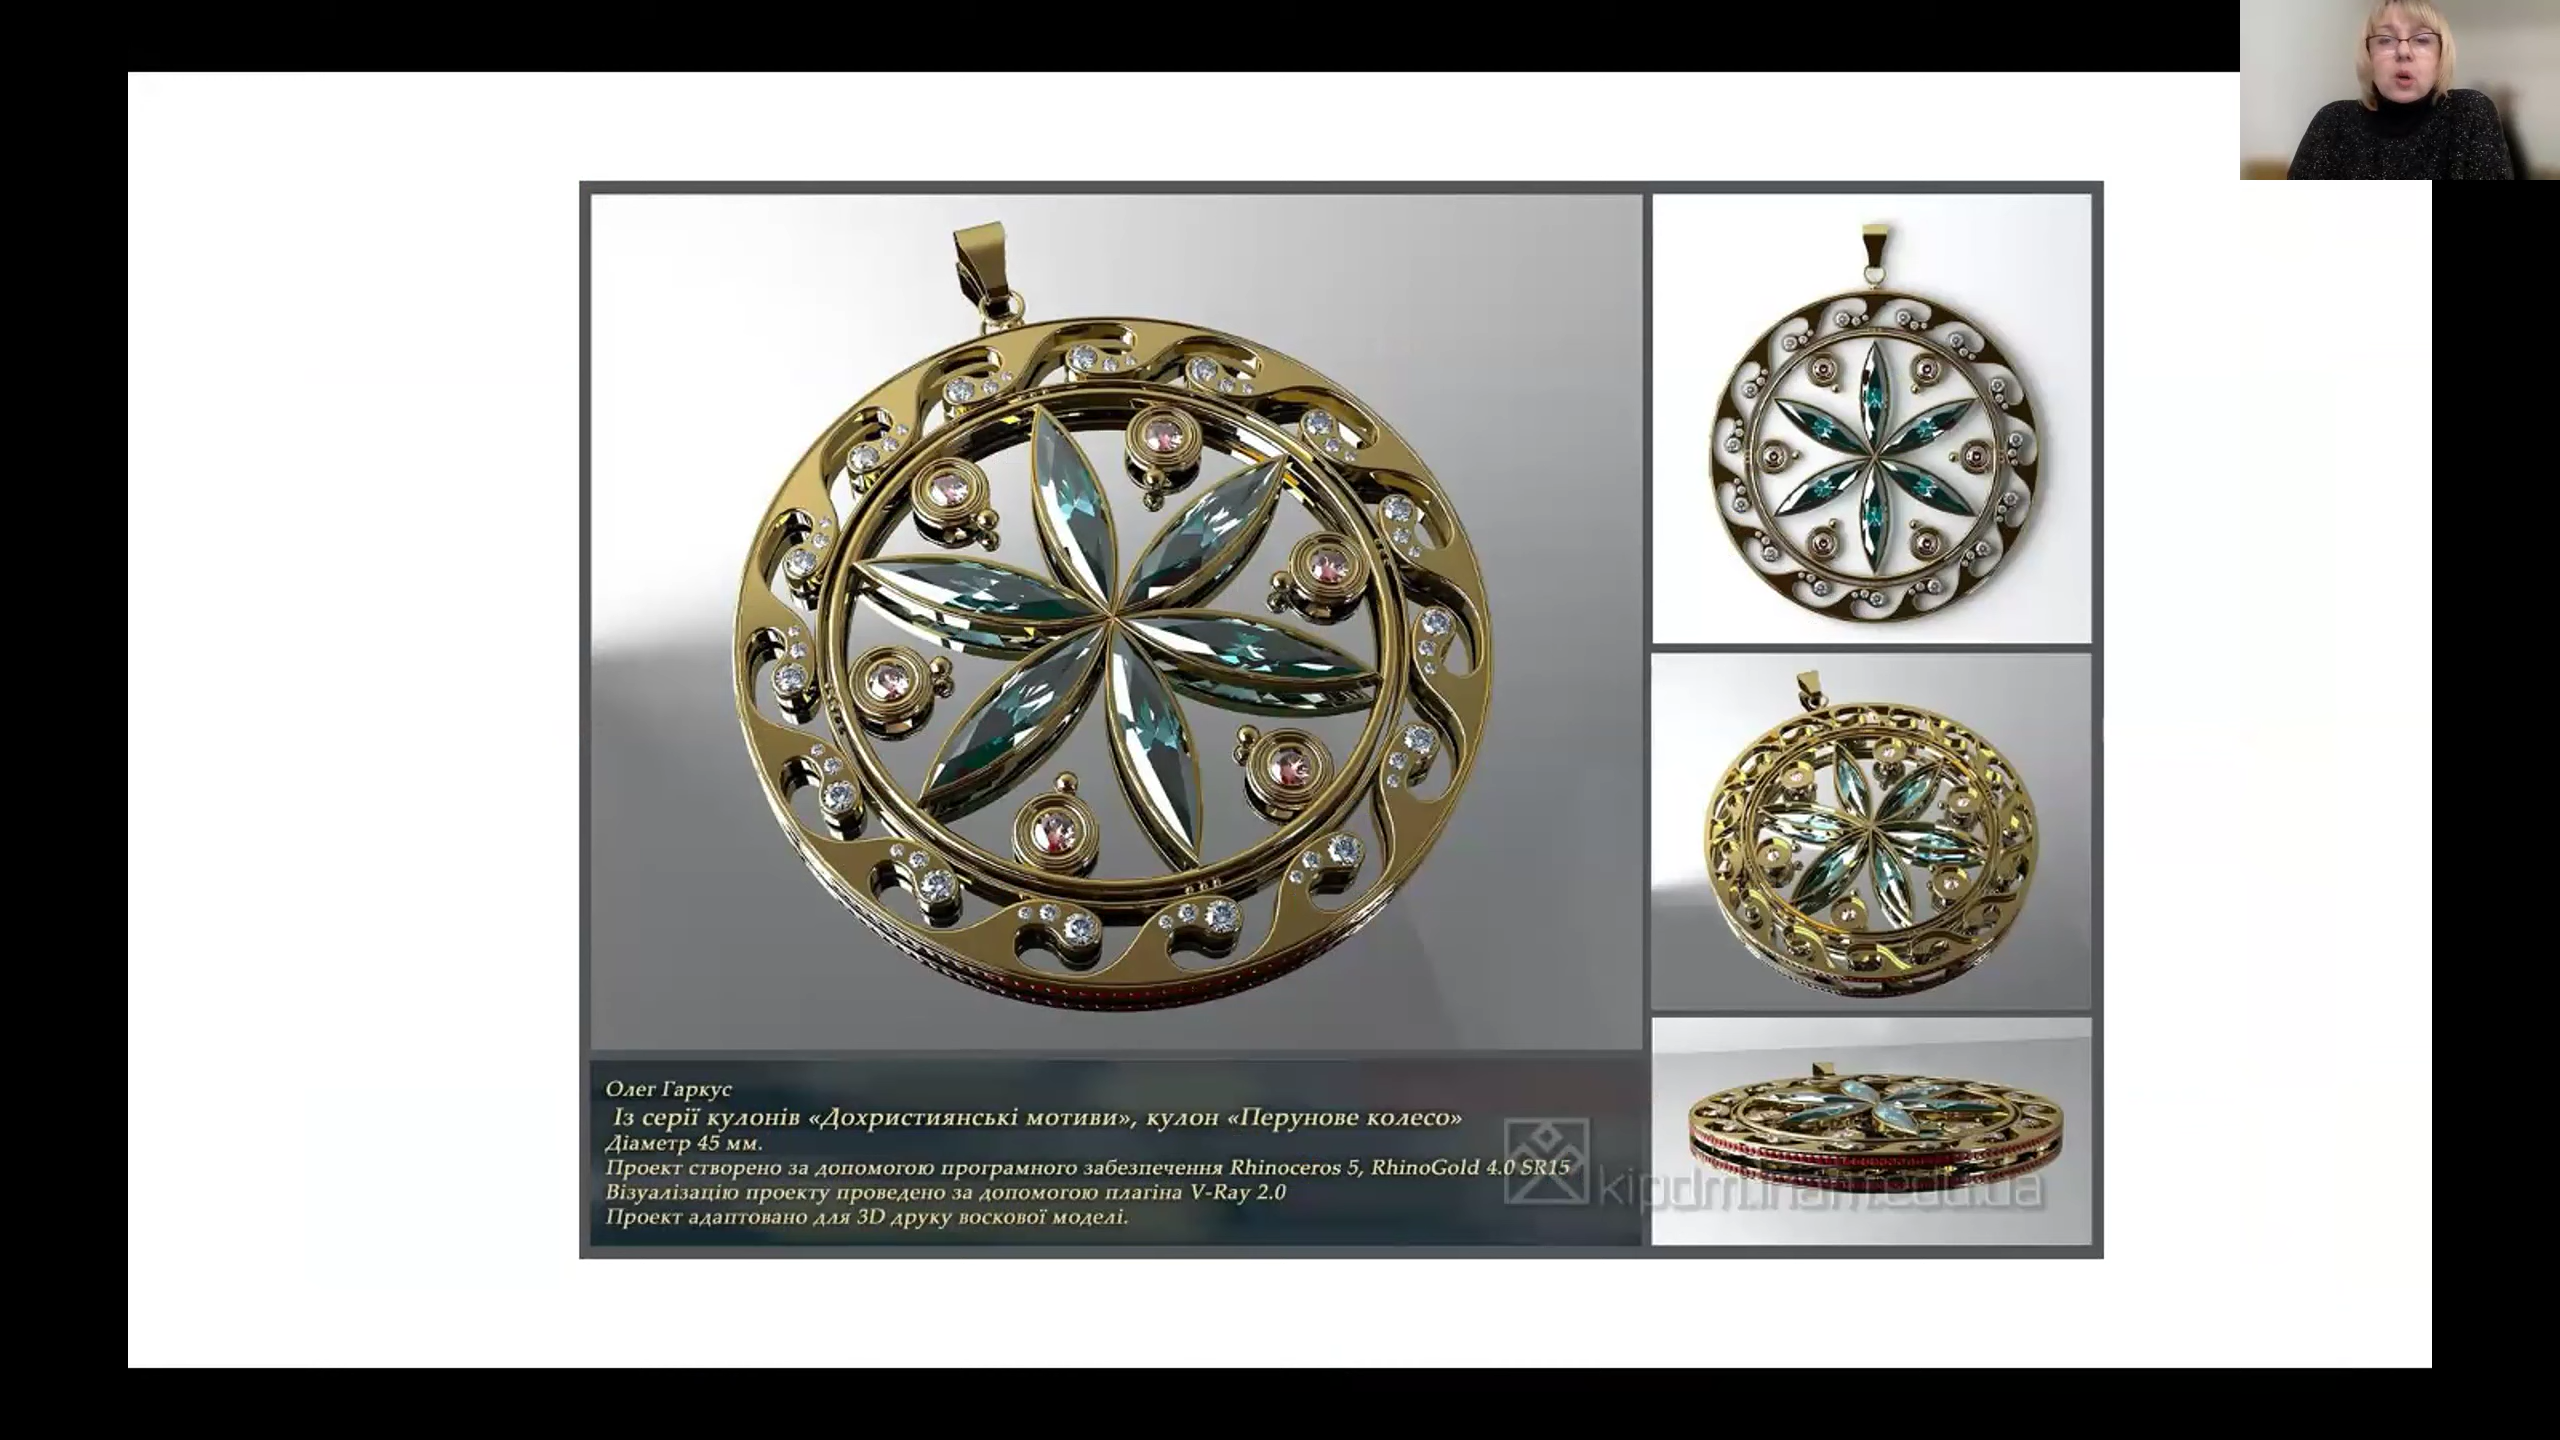 Олег Гаркус
Із серії кулонів «Дохристиянські мотиви», кулон «Перунове колесо»
Діаметр 45 мм.
Проект створено за допомогою програмного забезпечення Rhinoceros 5, RhinoGold 4.0 SR15
Візуалізацію проекту проведено за допомогою плагіна V-Ray 2.0
Проект адаптовано для 3D друку воскової моделі.